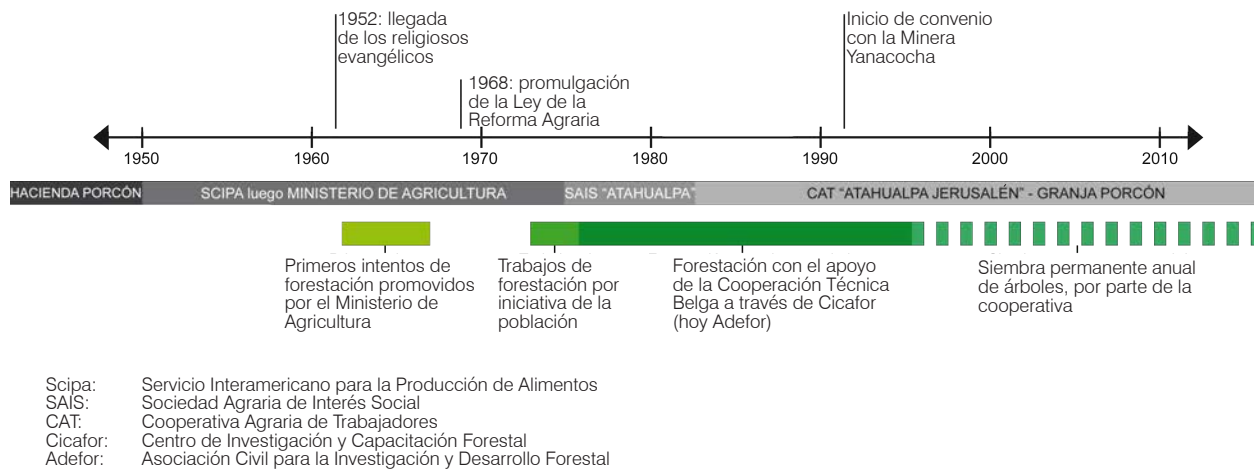 1952: llegada
de los religiosos
evangélicos
1968: promulgación
de la Ley de la
Reforma Agraria
Inicio de convenio
con la Minera
Yanacocha
1950 1960 1970 1980 1990 2000 2010
HACIENDA PORCÓN SCIPA luego MINISTERIO DE AGRICULTURA SAIS "ATAHUALPA" CAT "ATAHUALPA JERUSALÉN" - GRANJA PORCÓN
Primeros intentos de
forestación promovidos
por el Ministerio de
Agricultura
Trabajos de
forestación por
iniciativa de la
población
Forestación con el apoyo
de la Cooperación Técnica
Belga a través de Cicafor
(hoy Adefor)
Siembra permanente anual
de árboles, por parte de la
cooperativa
Scipa: Servicio Interamericano para la Producción de Alimentos
SAIS: Sociedad Agraria de Interés Social
CAT: Cooperativa Agraria de Trabajadores
Cicafor: Centro de Investigación y Capacitación Forestal
Adefor: Asociación Civil para la Investigación y Desarrollo Forestal